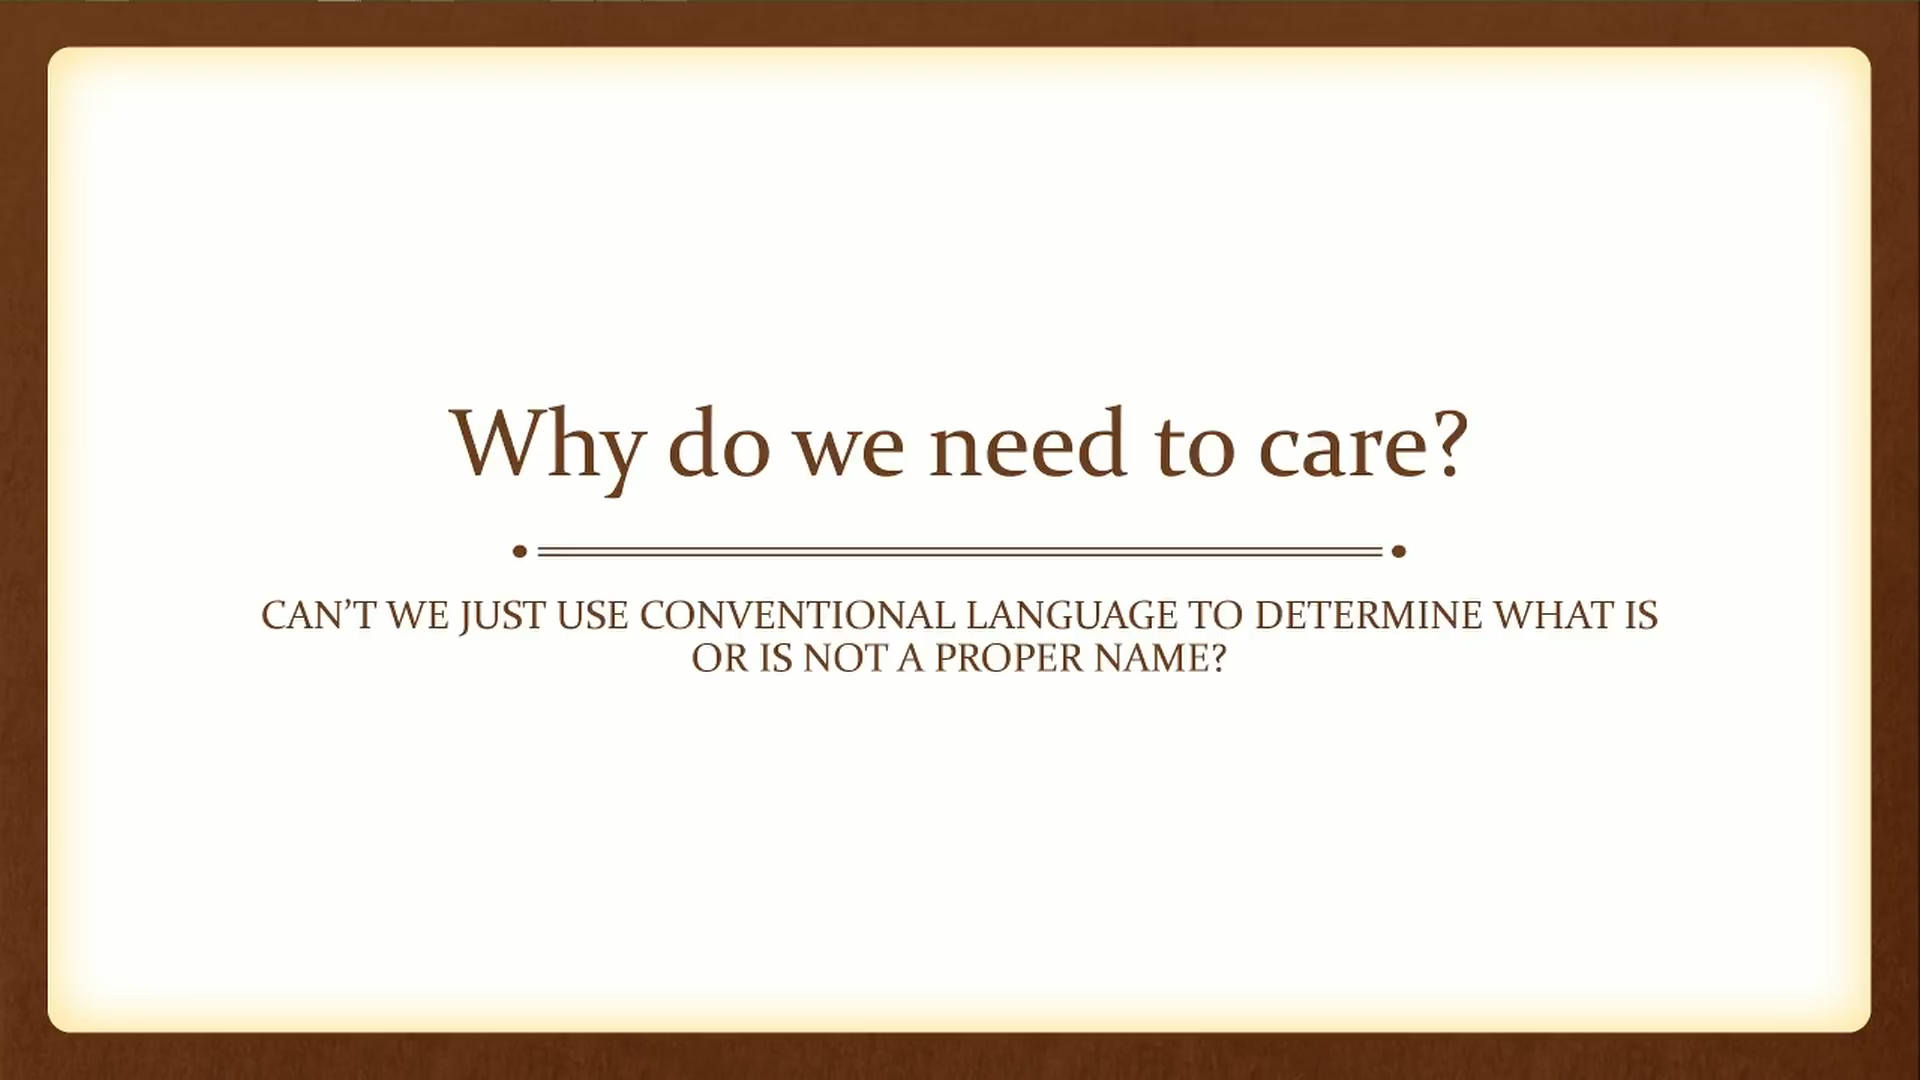 Why do we need to care?
CAN’T WE JUST USE CONVENTIONAL LANGUAGE TO DETERMINE WHAT IS
OR IS NOT A PROPER NAME?